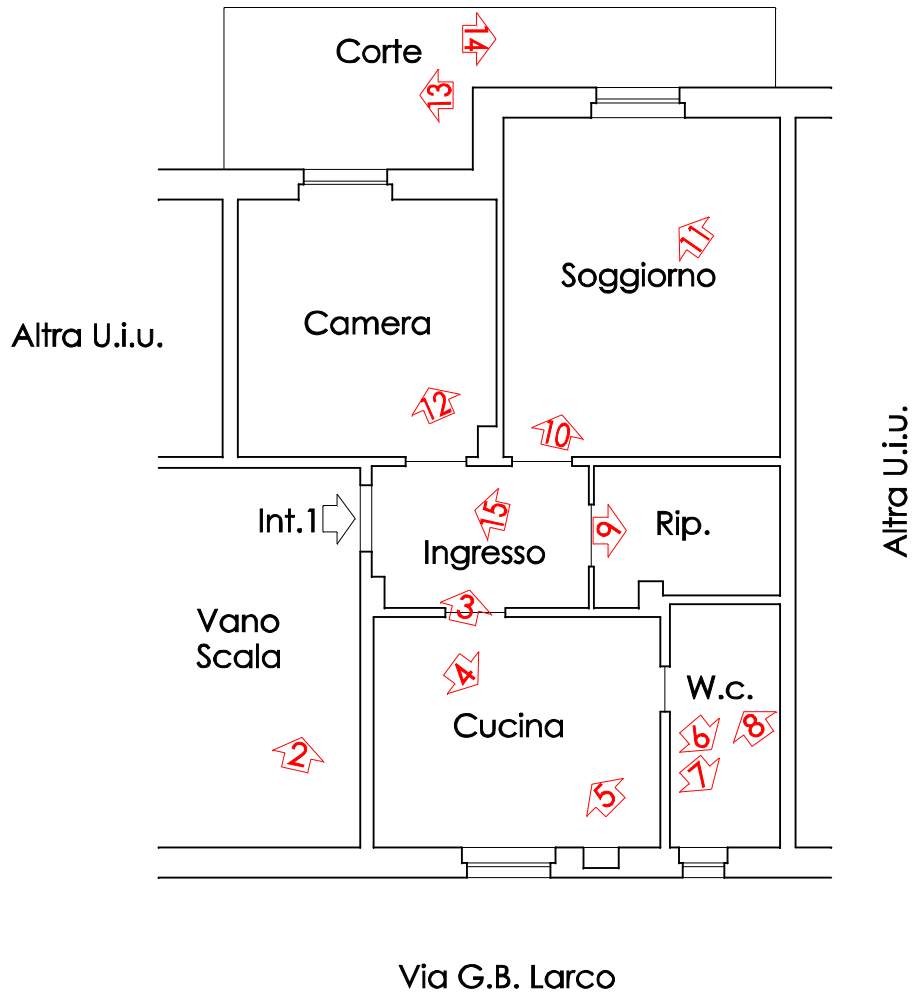 14
Corte
13
11
Soggiorno
Camera
Altra U.i.u.
12
10
Altra U.i.u.
15
Int.1
9
Rip.
Ingresso
3
Vano
Scala
4
W.c.
Cucina
6
8
2
7
5
Via G.B. Larco